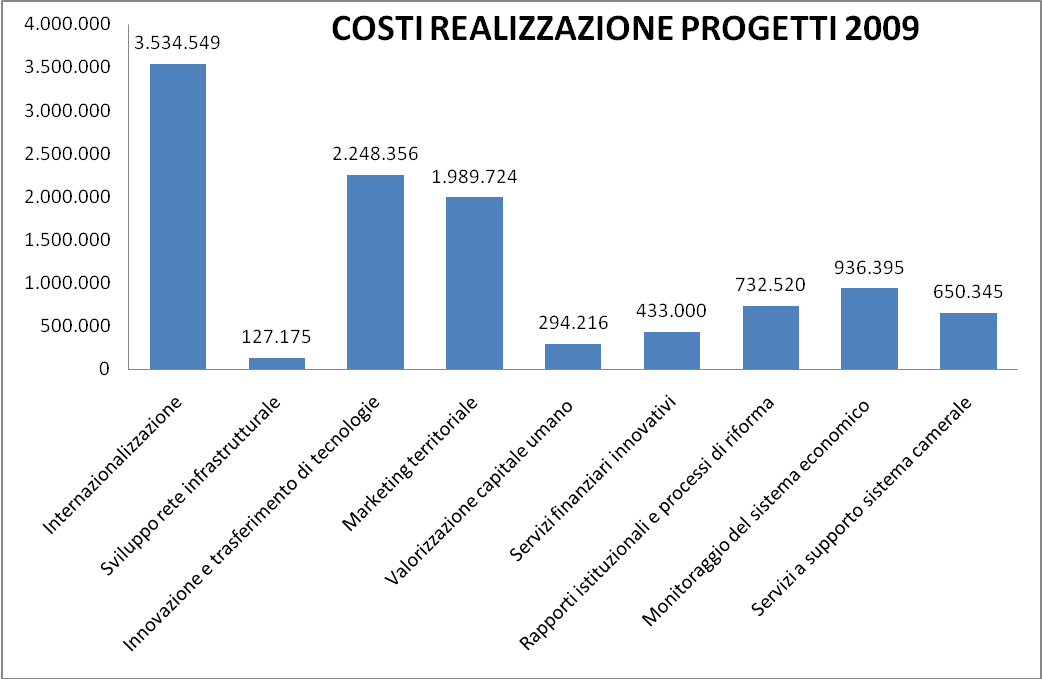 COSTI REALIZZAZIONE PROGETTI 2009
4.000.000
3.500.000
3.000.000
2.500.000
2.000.000
1.500.000
1.000.000
500.000
0
3.534.549
127.175
2.248.356
1.989.724
294.216
433.000
732.520
936.395
650.345
Internazionalizzazione
Sviluppo rete infrastrutturale
Innovazione e trasferimento di tecnologie
Marketing territoriale
Valorizzazione capitale umano
Servizi finanziari innovativi
Rapporti istituzionali e processi di riforma
Monitoraggio del sistema economico
Servizi a supporto sistema camerale